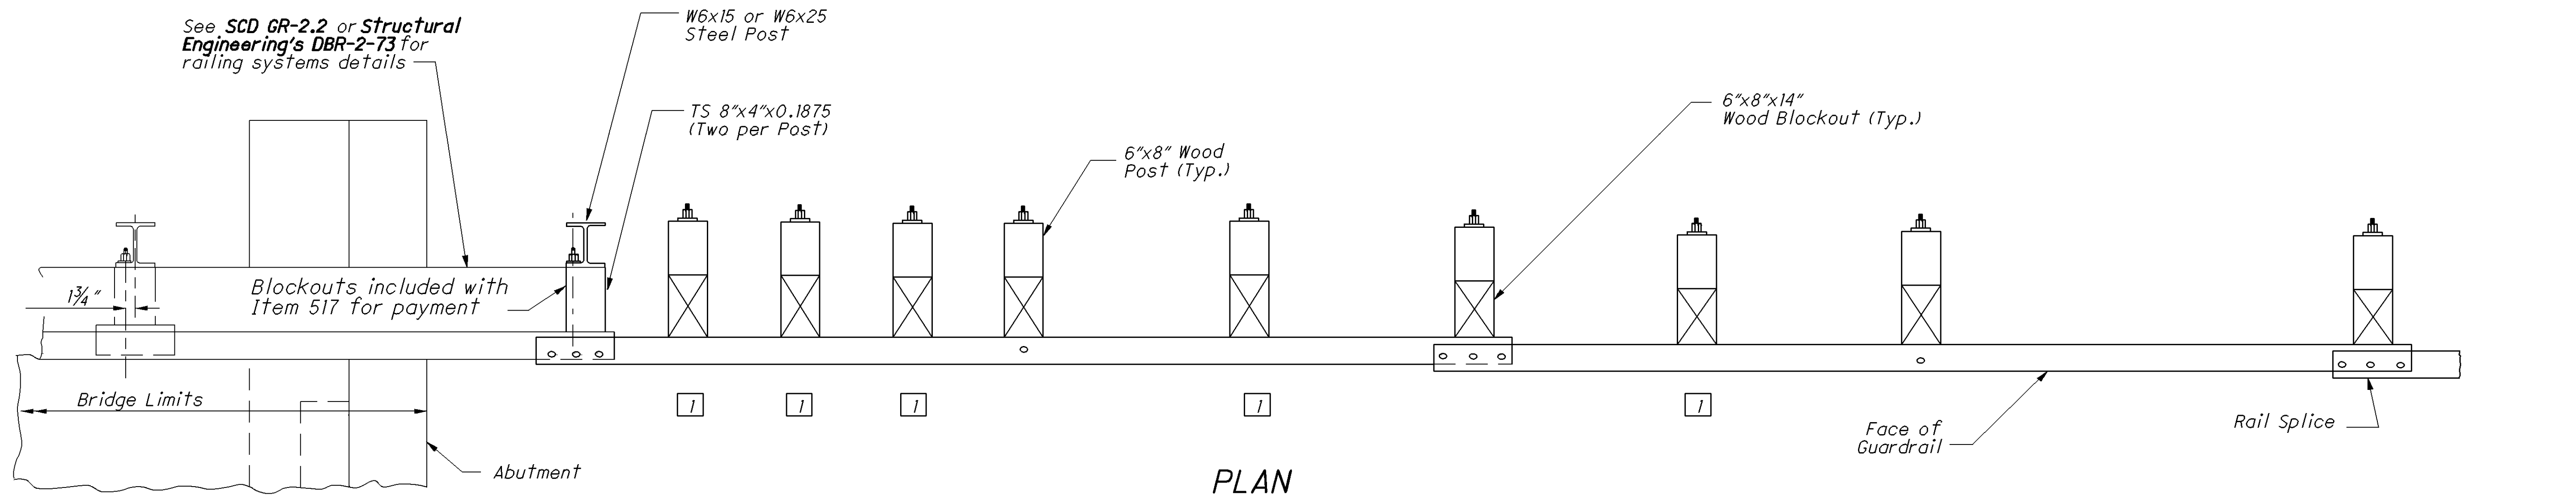 See SCD GR-2.2 or Structural
Engineering's DBR-2-73 for
railing systems details
W6x15 or W6x25
Steel Post
TS 8"x4"x0.1875
(Two per Post)
6"x8" Wood
Post (Typ.)
6"x8"x14"
Wood Blockout (Typ.)
1 3/4"
Blockouts included with
Item 517 for payment
Bridge Limits
1
1
1
1
1
Face of
Guardrail
Rail Splice
Abutment
PLAN